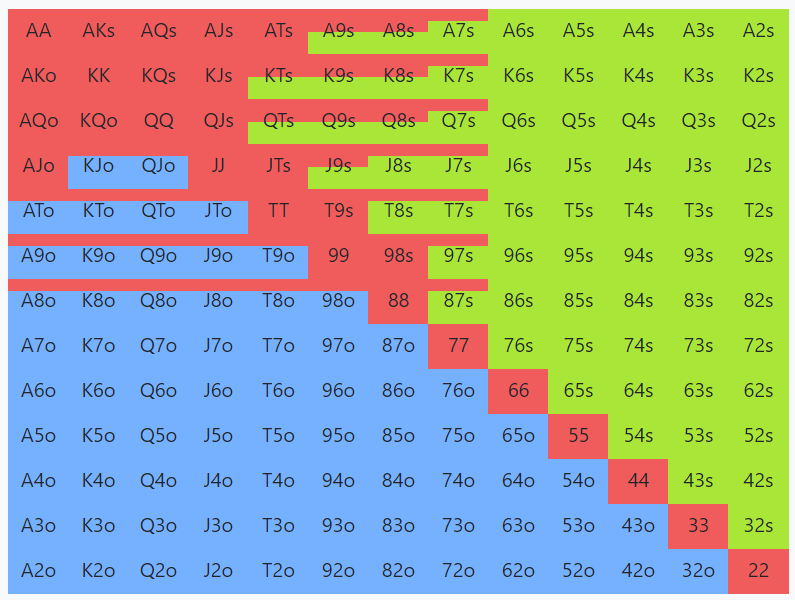 AA AKs AQs AJs ATs A9s A8s A7s A6s A5s A4s A3s A2s
AKo KK KQs KJs KTs K9s K8s K7s K6s K5s K4s K3s K2s
AQo KQo QQ QJs QTs Q9s Q8s Q7s Q6s Q5s Q4s Q3s Q2s
AJo KJo QJo JJ JTs J9s J8s J7s J6s J5s J4s J3s J2s
ATo KTo QTo JTo TT T9s T8s T7s T6s T5s T4s T3s T2s
A9o K9o Q9o J9o T9o 99 98s 97s 96s 95s 94s 93s 92s
A8o K8o Q8o J8o T8o 98o 88 87s 86s 85s 84s 83s 82s
A7o K7o Q7o J7o T7o 97o 87o 77 76s 75s 74s 73s 72s
A6o K6o Q6o J6o T6o 96o 86o 76o 66 65s 64s 63s 62s
A5o K5o Q5o J5o T5o 95o 85o 75o 65o 55 54s 53s 52s
A4o K4o Q4o J4o T4o 94o 84o 74o 64o 54o 44 43s 42s
A3o K3o Q3o J3o T3o 93o 83o 73o 63o 53o 43o 33 32s
A2o K2o Q2o J2o T2o 92o 82o 72o 62o 52o 42o 32o 22